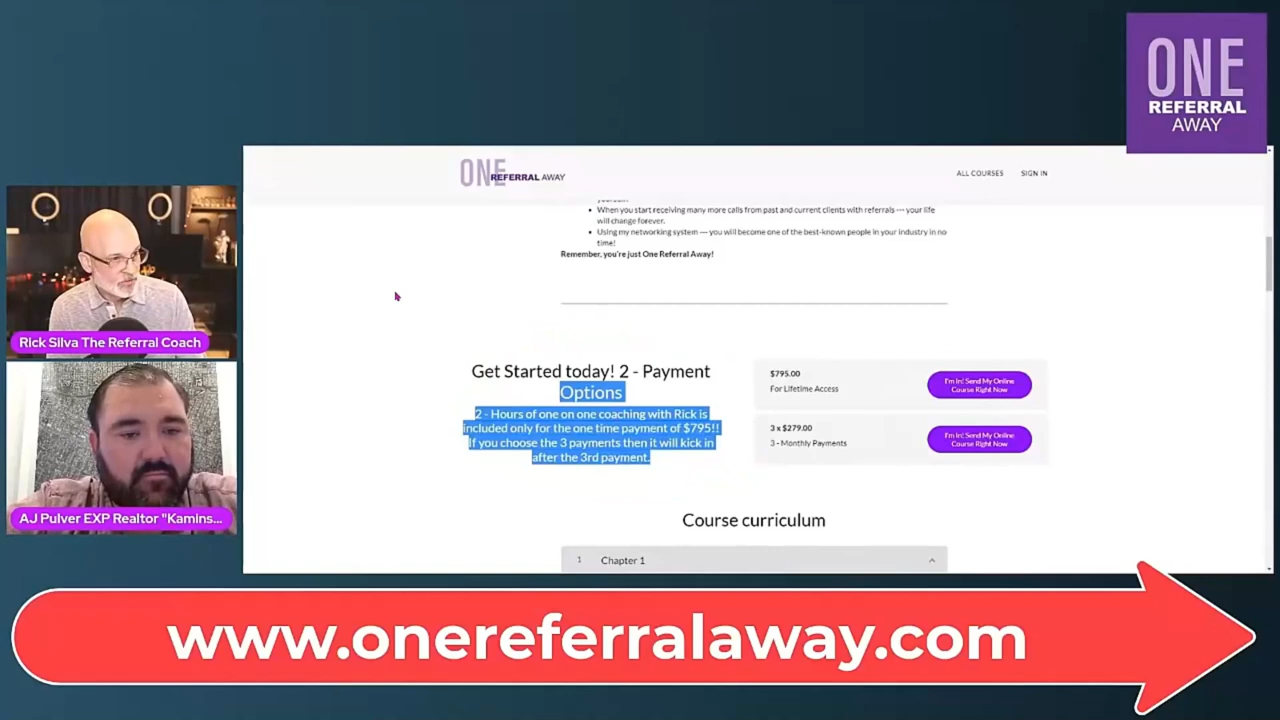 ONE
REFERRAL
AWAY
ONE REFERRAL AWAY
ALL COURSES
SIGN IN
When you start receiving many more calls from past and current clients with referrals --- your life
will change forever.
Using my networking system --- you will become one of the best-known people in your industry in no
time!
Remember, you're just One Referral Away!
Get Started today! 2 - Payment
Options
2 - Hours of one on one coaching with Rick is
included only for the one time payment of $795!!
If you choose the 3 payments then it will kick in
after the 3rd payment.
$795.00
For Lifetime Access
I'm In! Send My Online
Course Right Now
3 x $279.00
3 - Monthly Payments
I'm In! Send My Online
Course Right Now
Course curriculum
1 Chapter 1
Rick Silva The Referral Coach
AJ Pulver EXP Realtor "Kamins...
www.onereferralaway.com